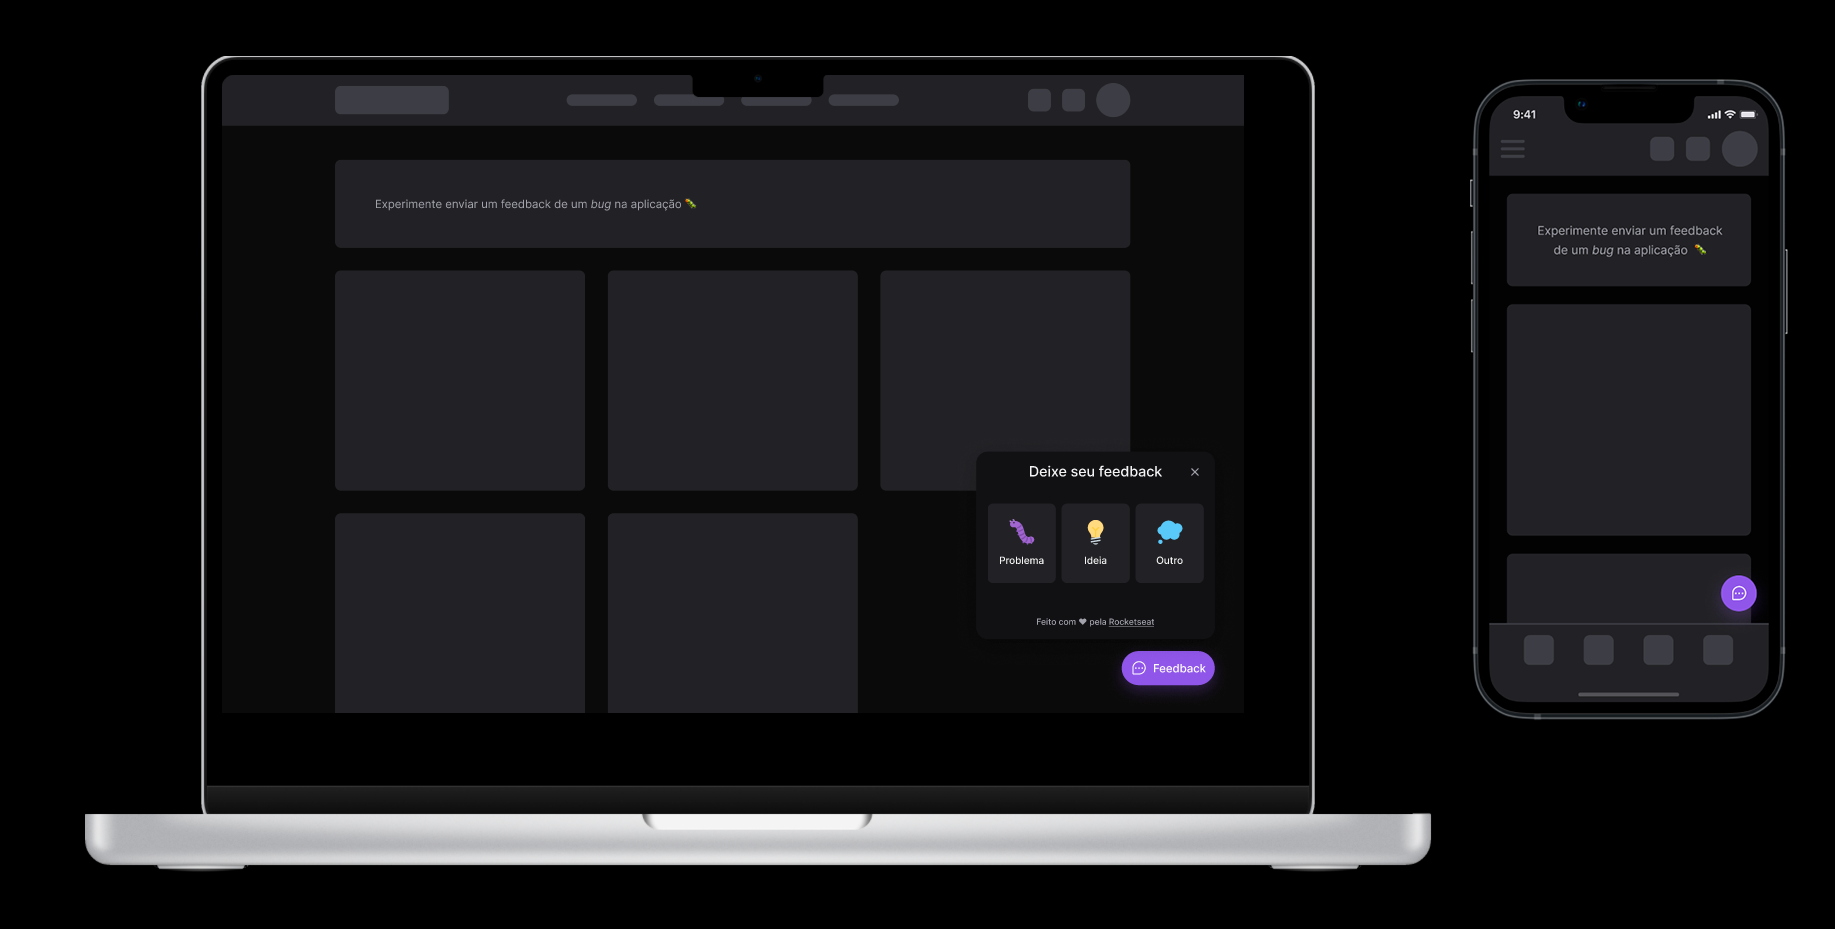 Experimente enviar um feedback de um bug na aplicação 🐛
Deixe seu feedback
Problema
Ideia
Outro
Feito com ♥ pela Rocketseat
Feedback
9:41
Experimente enviar um feedback
de um bug na aplicação 🐛